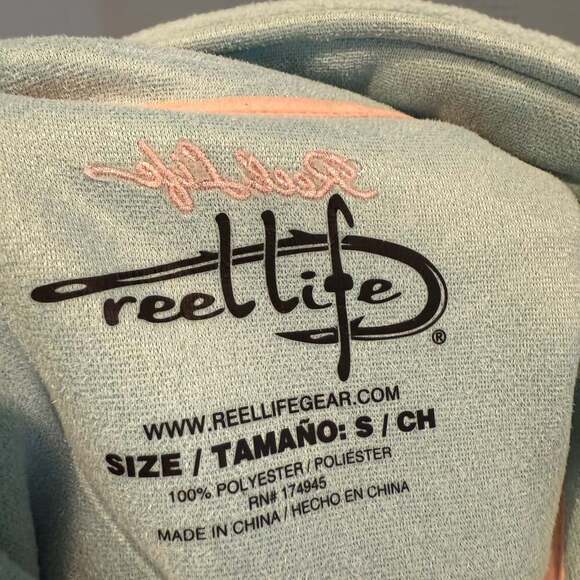 Reel Life
reel life
®
WWW.REELLIFEGEAR.COM
SIZE / TAMAÑO: S / CH
100% POLYESTER / POLIÉSTER
RN# 174945
MADE IN CHINA / HECHO EN CHINA